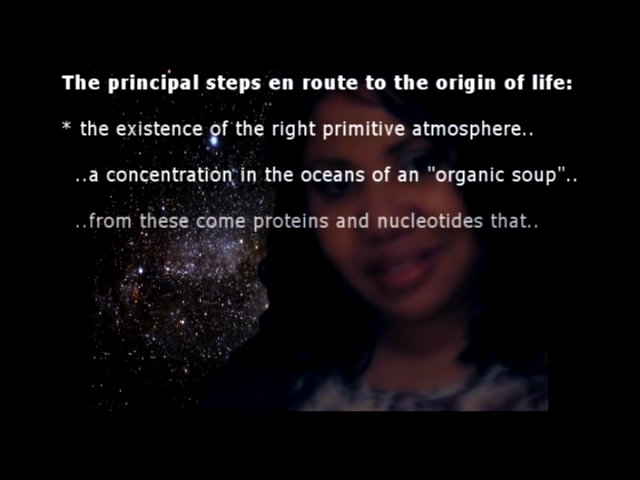 The principal steps en route to the origin of life:
* the existence of the right primitive atmosphere..
..a concentration in the oceans of an "organic soup"..
..from these come proteins and nucleotides that..